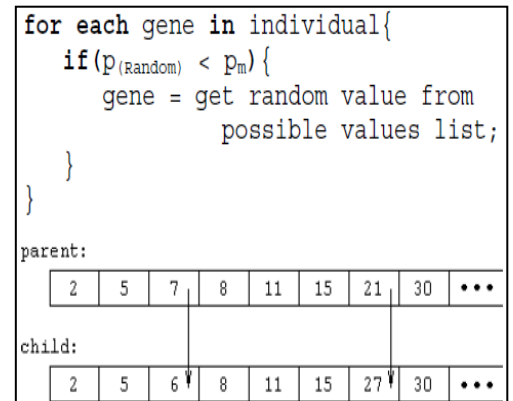 for each gene in individual{
if(p(Random) < pm){
gene = get random value from
possible values list;
}
}
parent:
2 5 7 8 11 15 21 30 •••
child:
2 5 6 8 11 15 27 30 •••